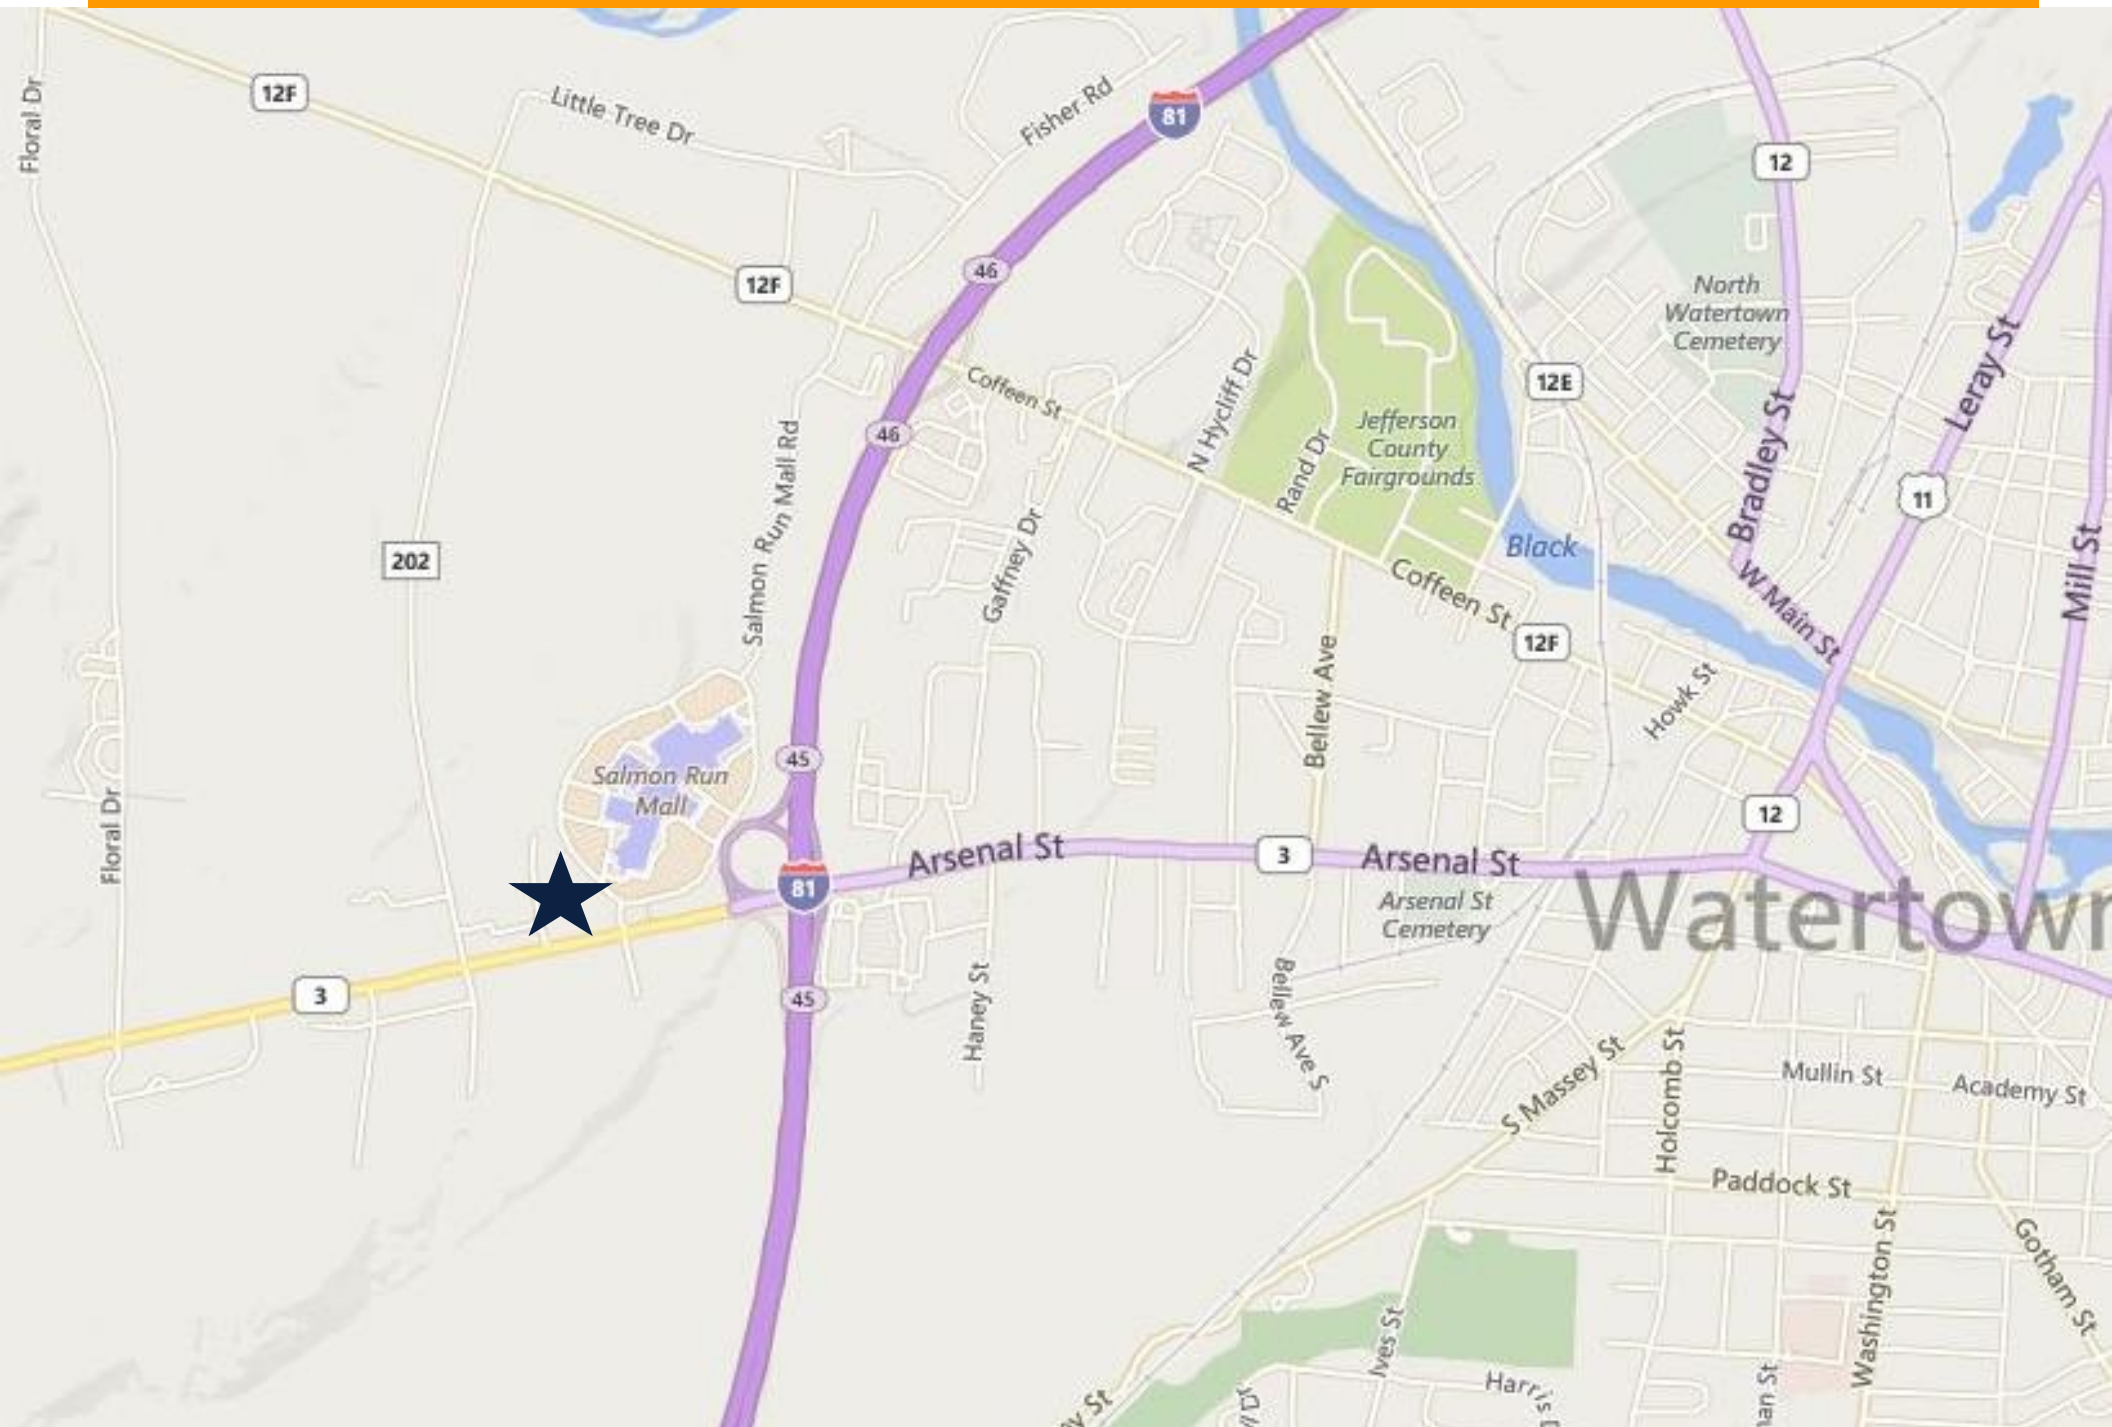 12F
Floral Dr
Little Tree Dr
Fisher Rd
81
12
46
12F
North
Watertown
Cemetery
Leray St
12E
Coffeen St
N Hycliff Dr
Jefferson
County
Fairgrounds
Rand Dr
46
Bradley St
Salmon Run Mall Rd
11
Gaffney Dr
202
Black
Mill St
Coffeen St
W Main St
12F
Bellew Ave
Howk St
45
Salmon Run
Mall
12
Floral Dr
Arsenal St
3
Arsenal St
81
Arsenal St
Cemetery
Watertown
3
45
Haney St
Bellew Ave S
S Massey St
Holcomb St
Mullin St
Academy St
Paddock St
Washington St
Gotham St
Ives St
Harris